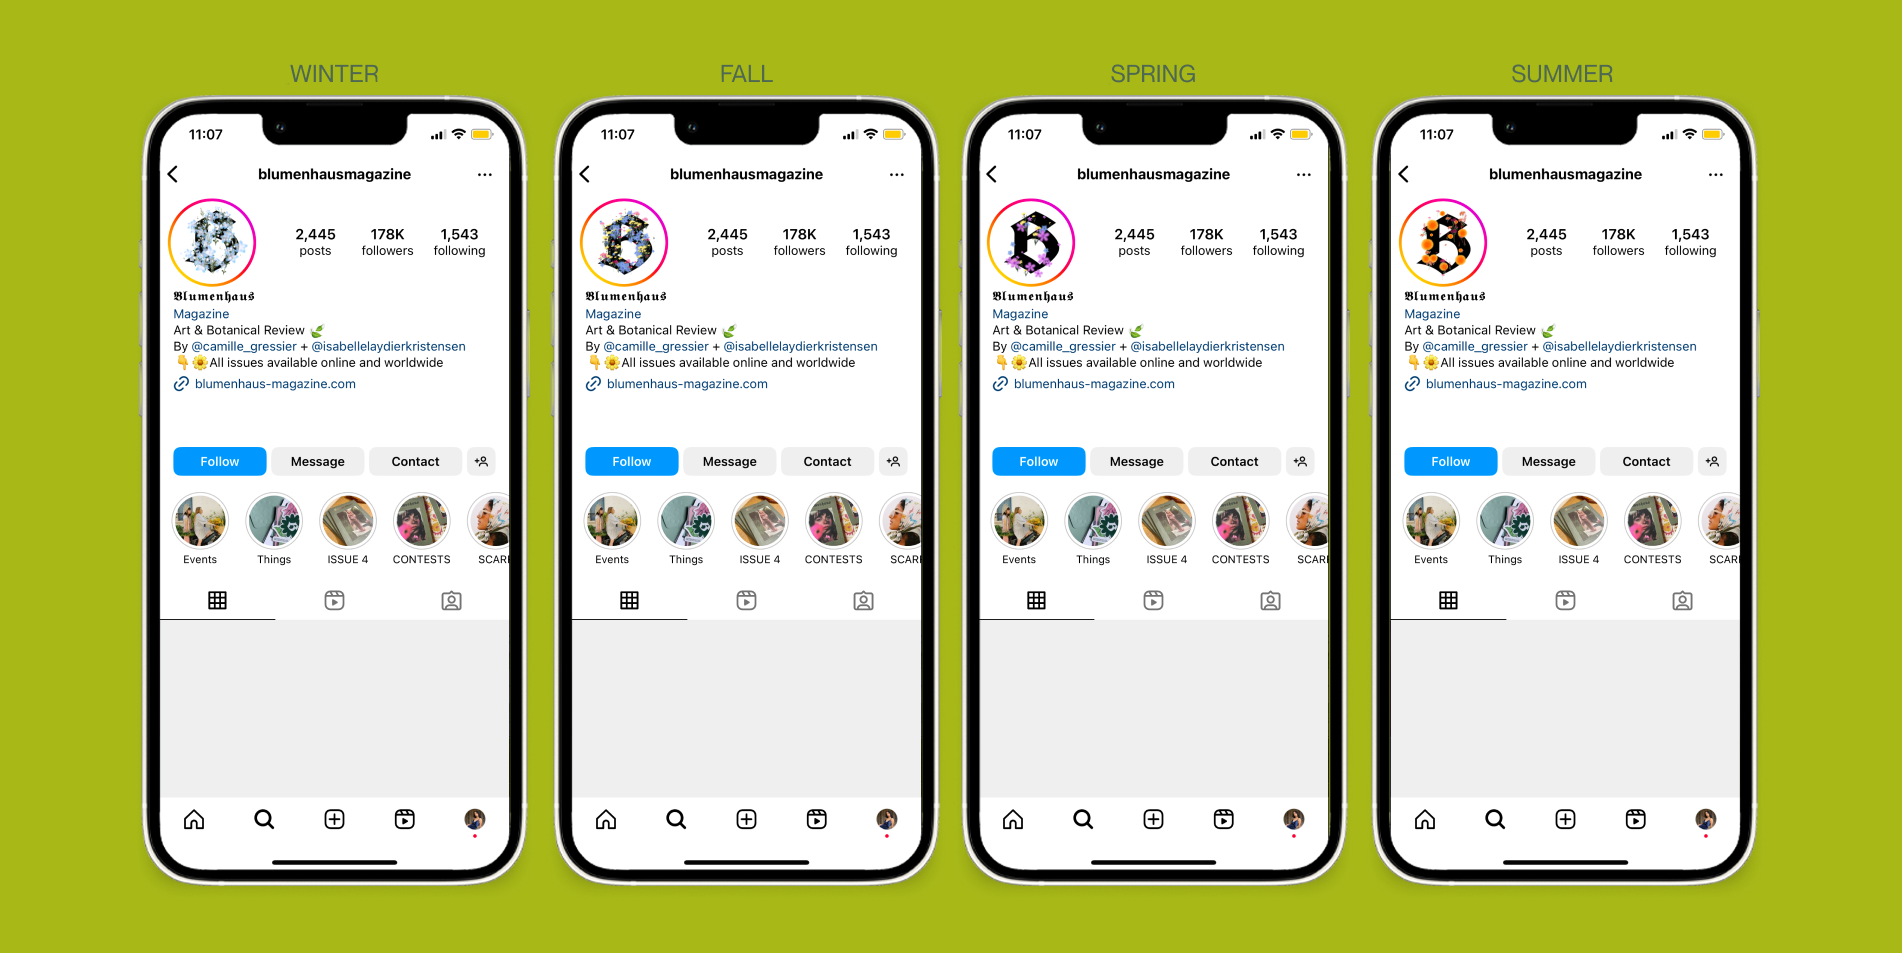 WINTER
11:07
blumenhausmagazine
2,445 178K 1,543
posts followers following
𝕭𝖑𝖚𝖒𝖊𝖓𝖍𝖆𝖚𝖘
Magazine
Art & Botanical Review 🌿
By @camille_gressier + @isabellelaydierkristensen
👇🌼All issues available online and worldwide
blumenhaus-magazine.com
Follow Message Contact
Events Things ISSUE 4 CONTESTS
FALL
11:07
blumenhausmagazine
2,445 178K 1,543
posts followers following
𝕭𝖑𝖚𝖒𝖊𝖓𝖍𝖆𝖚𝖘
Magazine
Art & Botanical Review 🌿
By @camille_gressier + @isabellelaydierkristensen
👇🌼All issues available online and worldwide
blumenhaus-magazine.com
Follow Message Contact
Events Things ISSUE 4 CONTESTS
SPRING
11:07
blumenhausmagazine
2,445 178K 1,543
posts followers following
𝕭𝖑𝖚𝖒𝖊𝖓𝖍𝖆𝖚𝖘
Magazine
Art & Botanical Review 🌿
By @camille_gressier + @isabellelaydierkristensen
👇🌼All issues available online and worldwide
blumenhaus-magazine.com
Follow Message Contact
Events Things ISSUE 4 CONTESTS
SUMMER
11:07
blumenhausmagazine
2,445 178K 1,543
posts followers following
𝕭𝖑𝖚𝖒𝖊𝖓𝖍𝖆𝖚𝖘
Magazine
Art & Botanical Review 🌿
By @camille_gressier + @isabellelaydierkristensen
👇🌼All issues available online and worldwide
blumenhaus-magazine.com
Follow Message Contact
Events Things ISSUE 4 CONTESTS